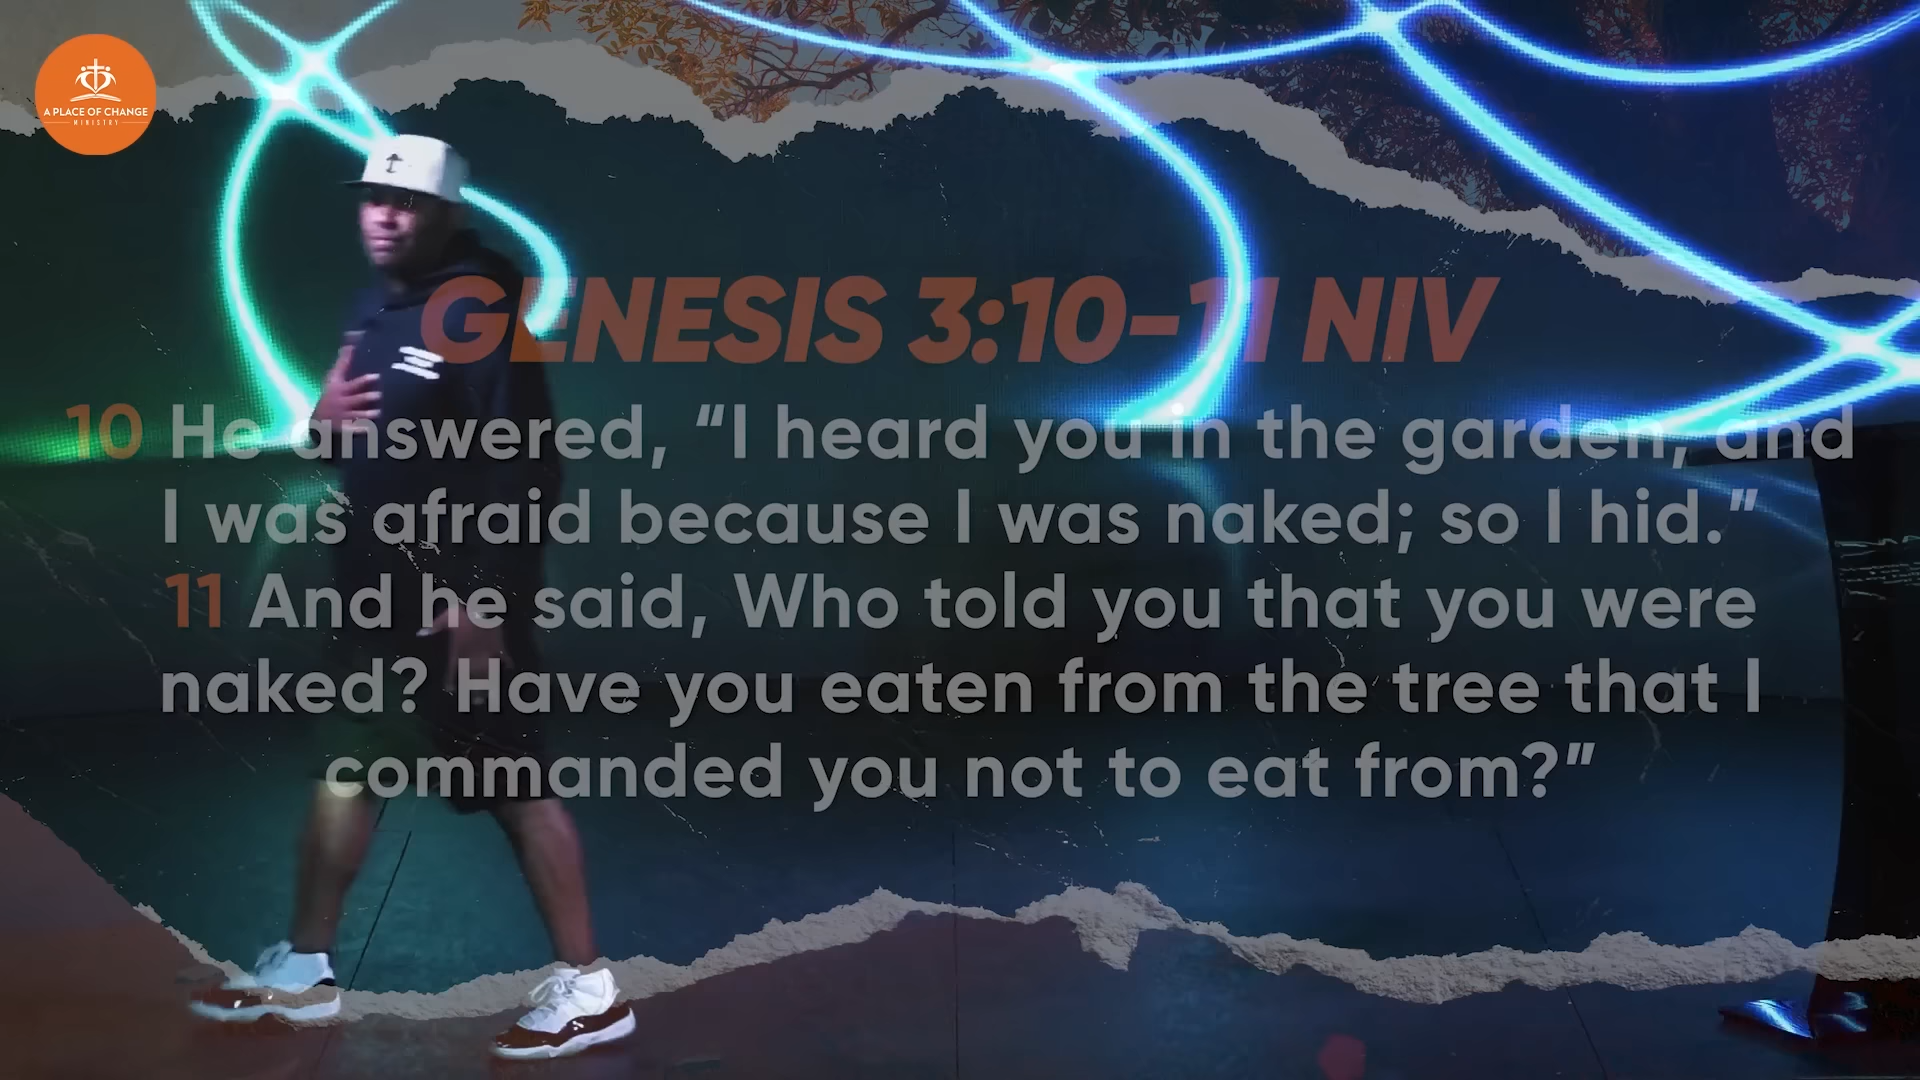 A PLACE OF CHANGE
MINISTRY
GENESIS 3:10-11 NIV
10 He answered, “I heard you in the garden, and
I was afraid because I was naked; so I hid.”
11 And he said, Who told you that you were
naked? Have you eaten from the tree that I
commanded you not to eat from?”